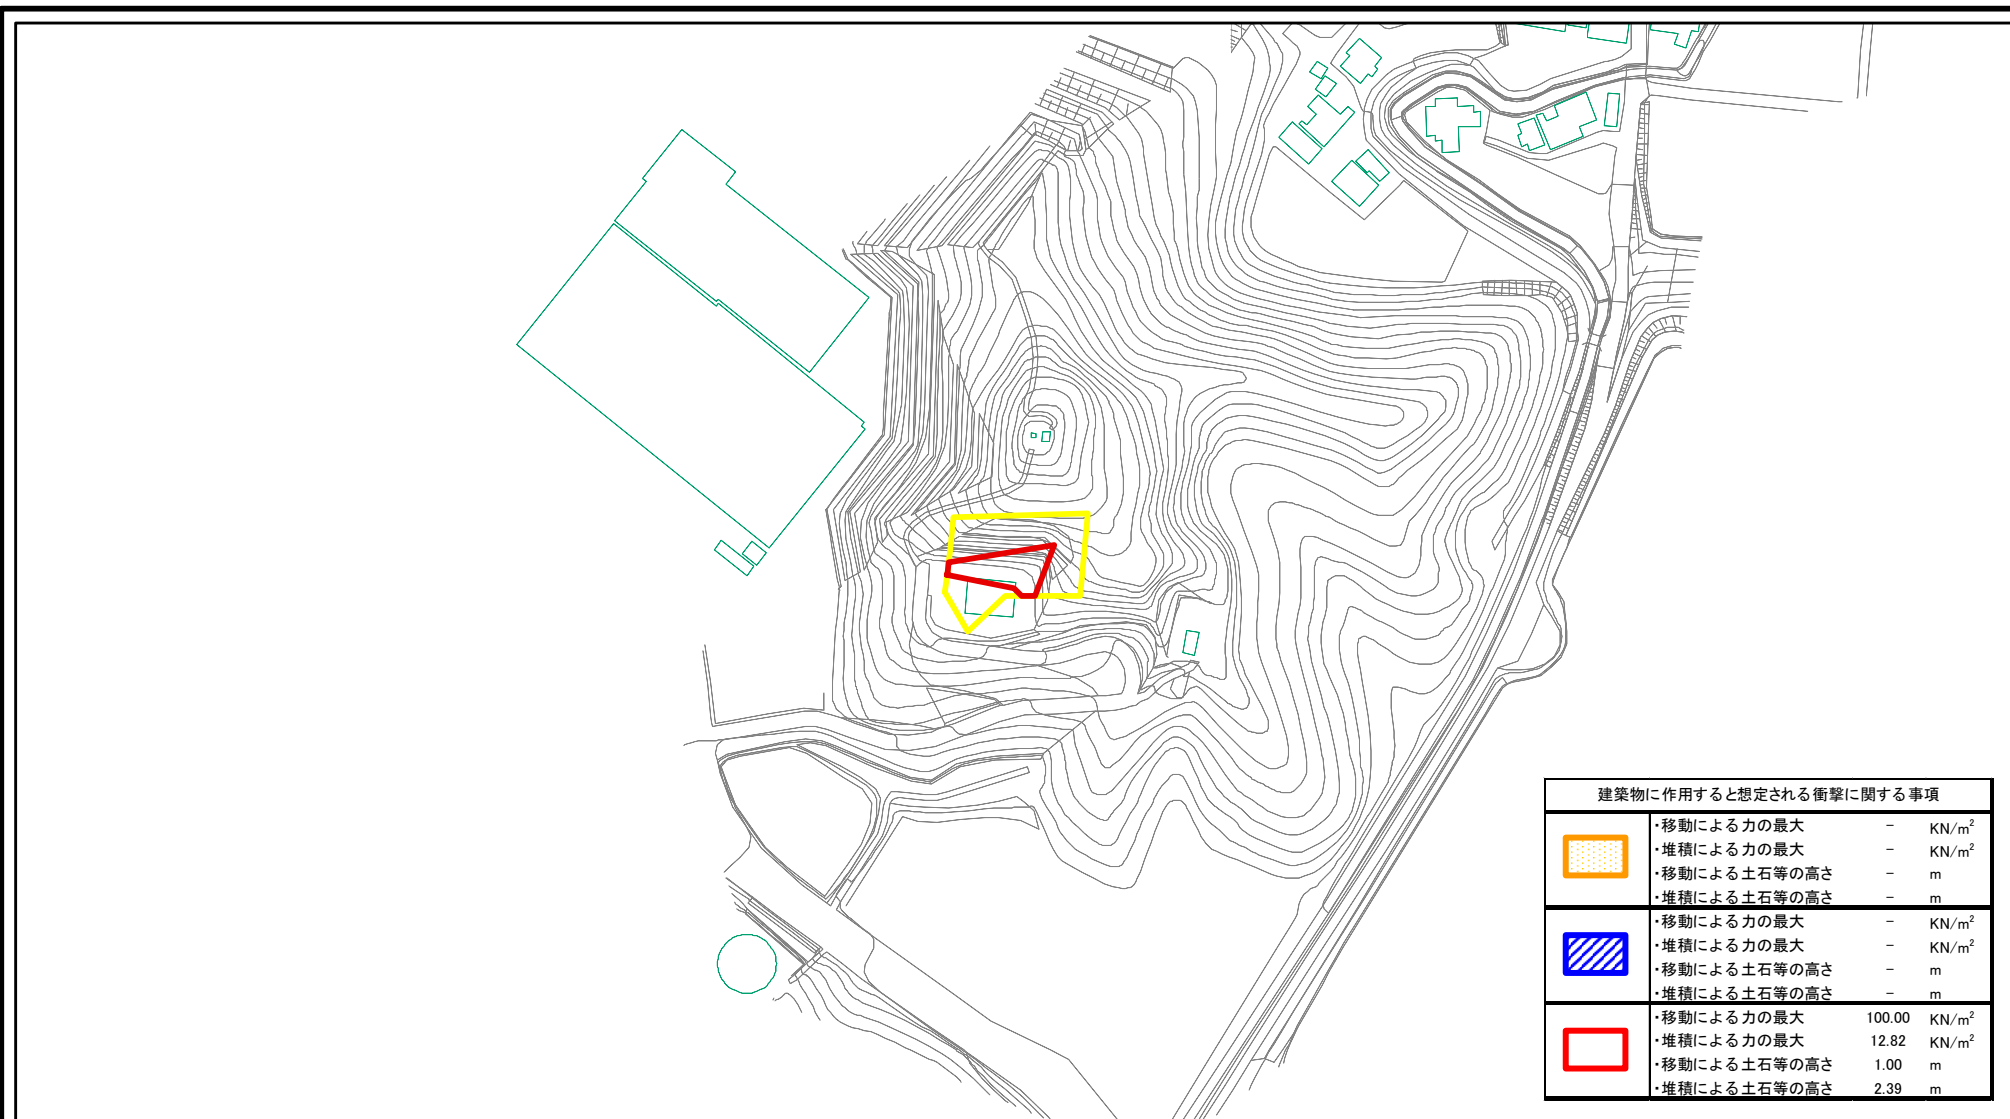 建築物に作用すると想定される衝撃に関する事項
・移動による力の最大 － KN/m²
・堆積による力の最大 － KN/m²
・移動による土石等の高さ － m
・堆積による土石等の高さ － m
・移動による力の最大 － KN/m²
・堆積による力の最大 － KN/m²
・移動による土石等の高さ － m
・堆積による土石等の高さ － m
・移動による力の最大 100.00 KN/m²
・堆積による力の最大 12.82 KN/m²
・移動による土石等の高さ 1.00 m
・堆積による土石等の高さ 2.39 m